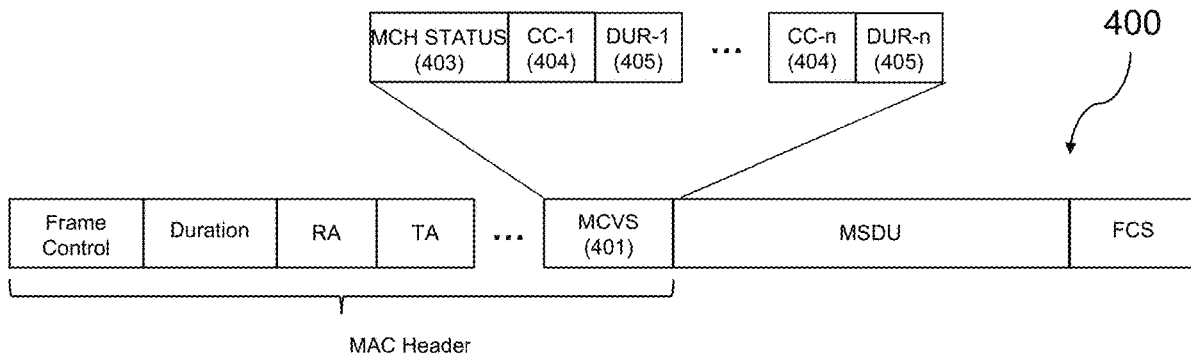 MCH STATUS
(403)
CC-1
(404)
DUR-1
(405)
...
CC-n
(404)
DUR-n
(405)
400
Frame
Control
Duration
RA
TA
...
MCVS
(401)
MSDU
FCS
MAC Header